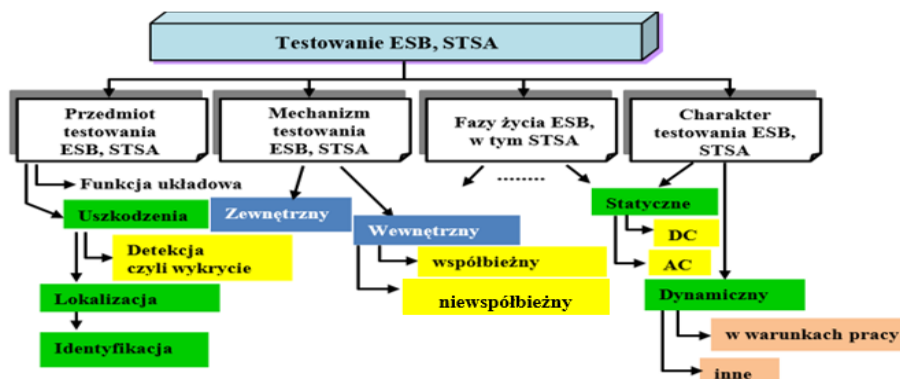 Testowanie ESB, STSA
Przedmiot
testowania
ESB, STSA
Mechanizm
testowania
ESB, STSA
Fazy życia ESB,
w tym STSA
Charakter
testowania ESB,
STSA
Funkcja układowa
Uszkodzenia
Detekcja
czyli wykrycie
Lokalizacja
Identyfikacja
Zewnętrzny
Wewnętrzny
współbieżny
niewspółbieżny
........
Statyczne
DC
AC
Dynamiczny
w warunkach pracy
inne